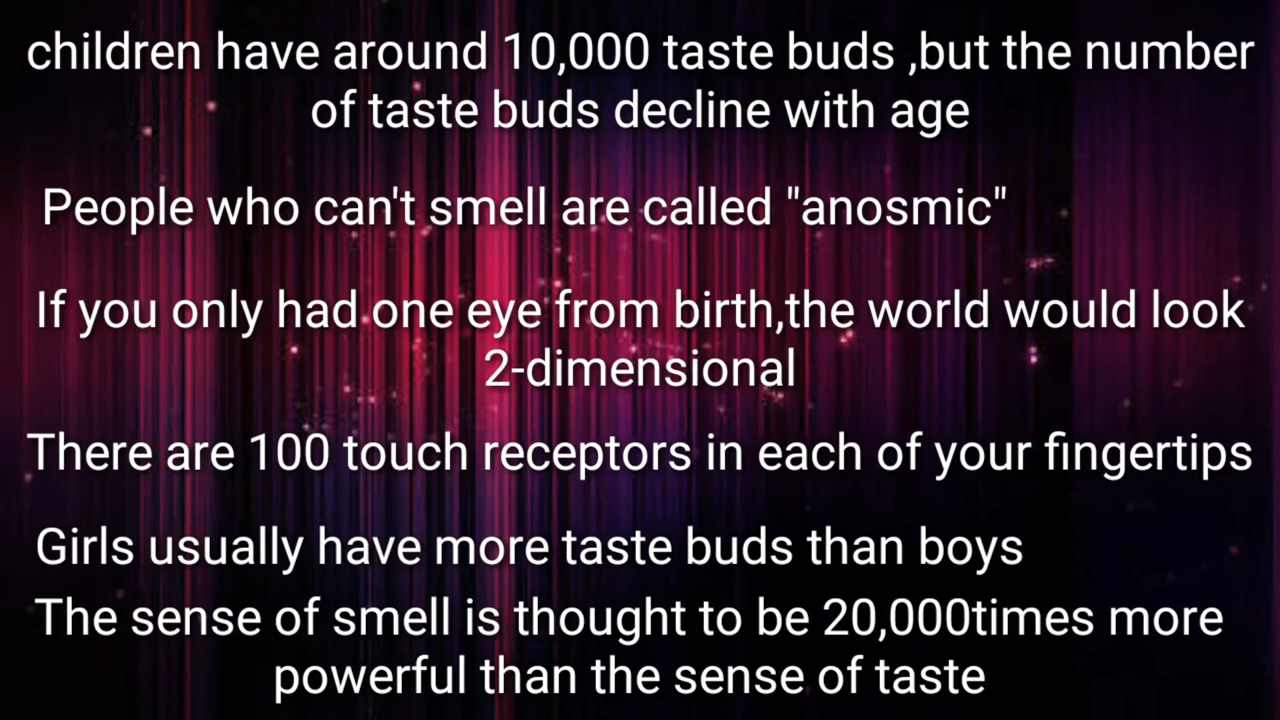 children have around 10,000 taste buds ,but the number
of taste buds decline with age
People who can't smell are called "anosmic"
If you only had one eye from birth,the world would look
2-dimensional
There are 100 touch receptors in each of your fingertips
Girls usually have more taste buds than boys
The sense of smell is thought to be 20,000times more
powerful than the sense of taste